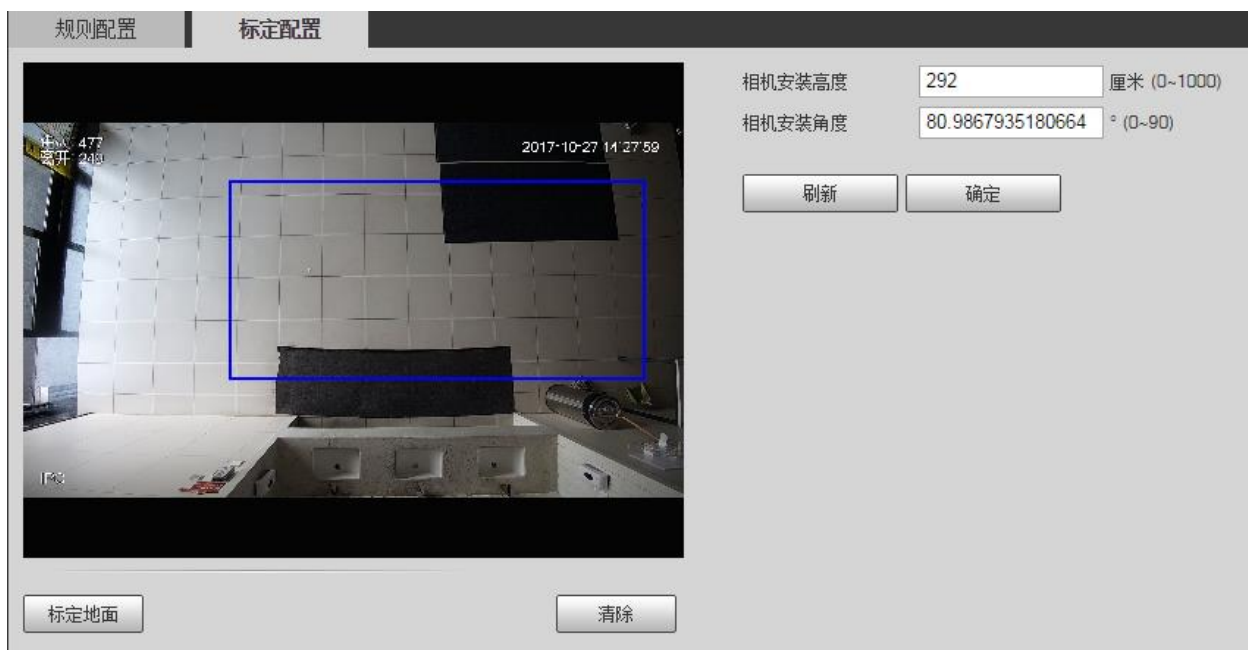 规则配置
标定配置
相机安装高度 292 厘米 (0~1000)
相机安装角度 80.9867935180664 ° (0~90)
刷新 确定
477
2017-10-27 14:27:59
离开: 249
IPC
标定地面 清除